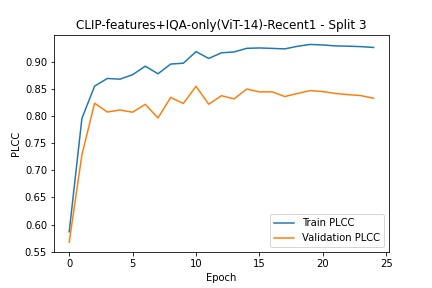 CLIP-features+IQA-only(ViT-14)-Recent1 - Split 3
PLCC
0.90
0.85
0.80
0.75
0.70
0.65
0.60
0.55
Train PLCC
Validation PLCC
0 5 10 15 20 25
Epoch